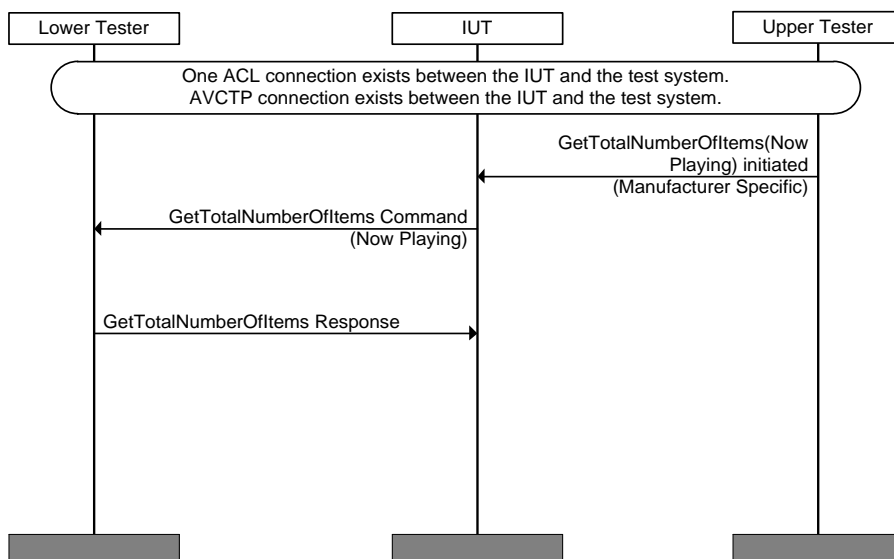 Lower Tester
IUT
Upper Tester
One ACL connection exists between the IUT and the test system.
AVCTP connection exists between the IUT and the test system.
GetTotalNumberOfItems(Now
Playing) initiated
(Manufacturer Specific)
GetTotalNumberOfItems Command
(Now Playing)
GetTotalNumberOfItems Response